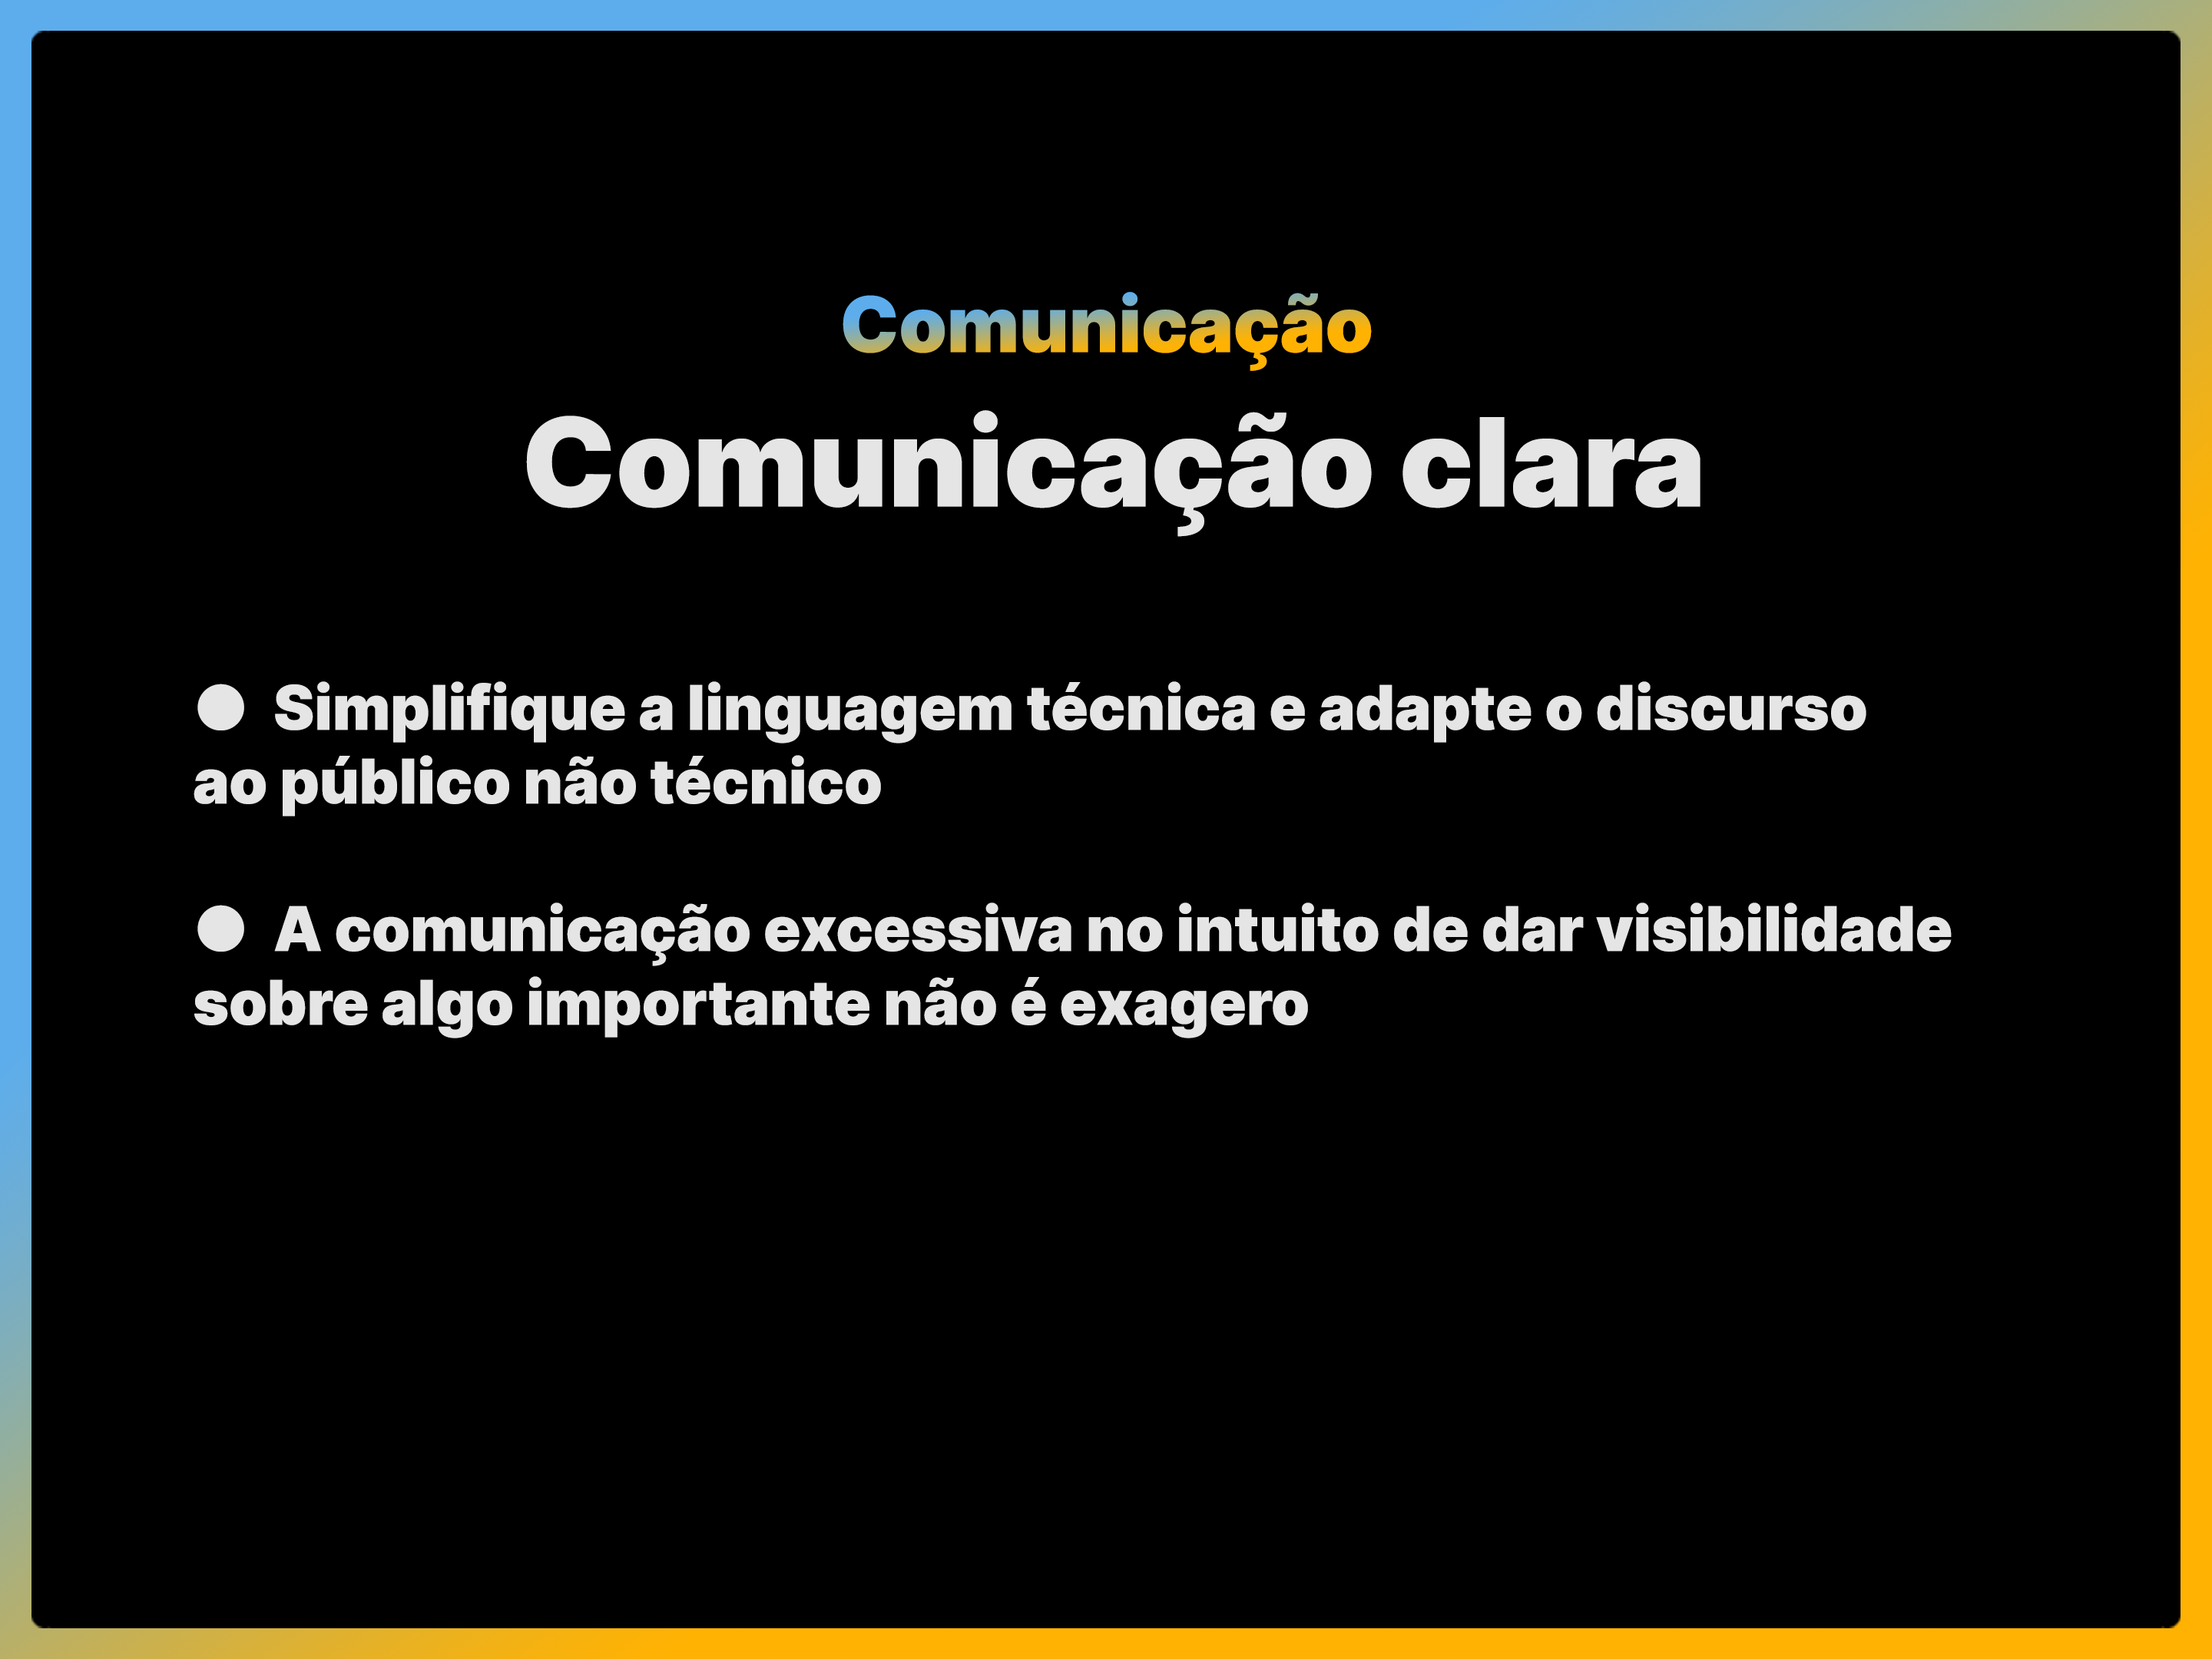 Comunicação
Comunicação clara
● Simplifique a linguagem técnica e adapte o discurso
ao público não técnico
● A comunicação excessiva no intuito de dar visibilidade
sobre algo importante não é exagero